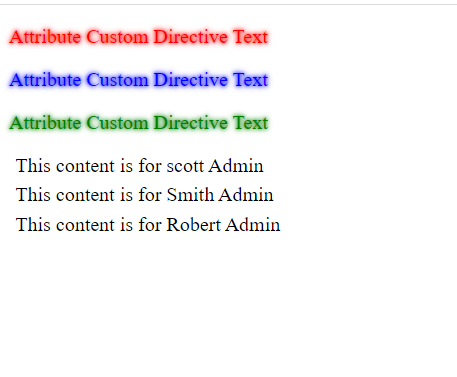 Attribute Custom Directive Text
Attribute Custom Directive Text
Attribute Custom Directive Text
This content is for scott Admin
This content is for Smith Admin
This content is for Robert Admin